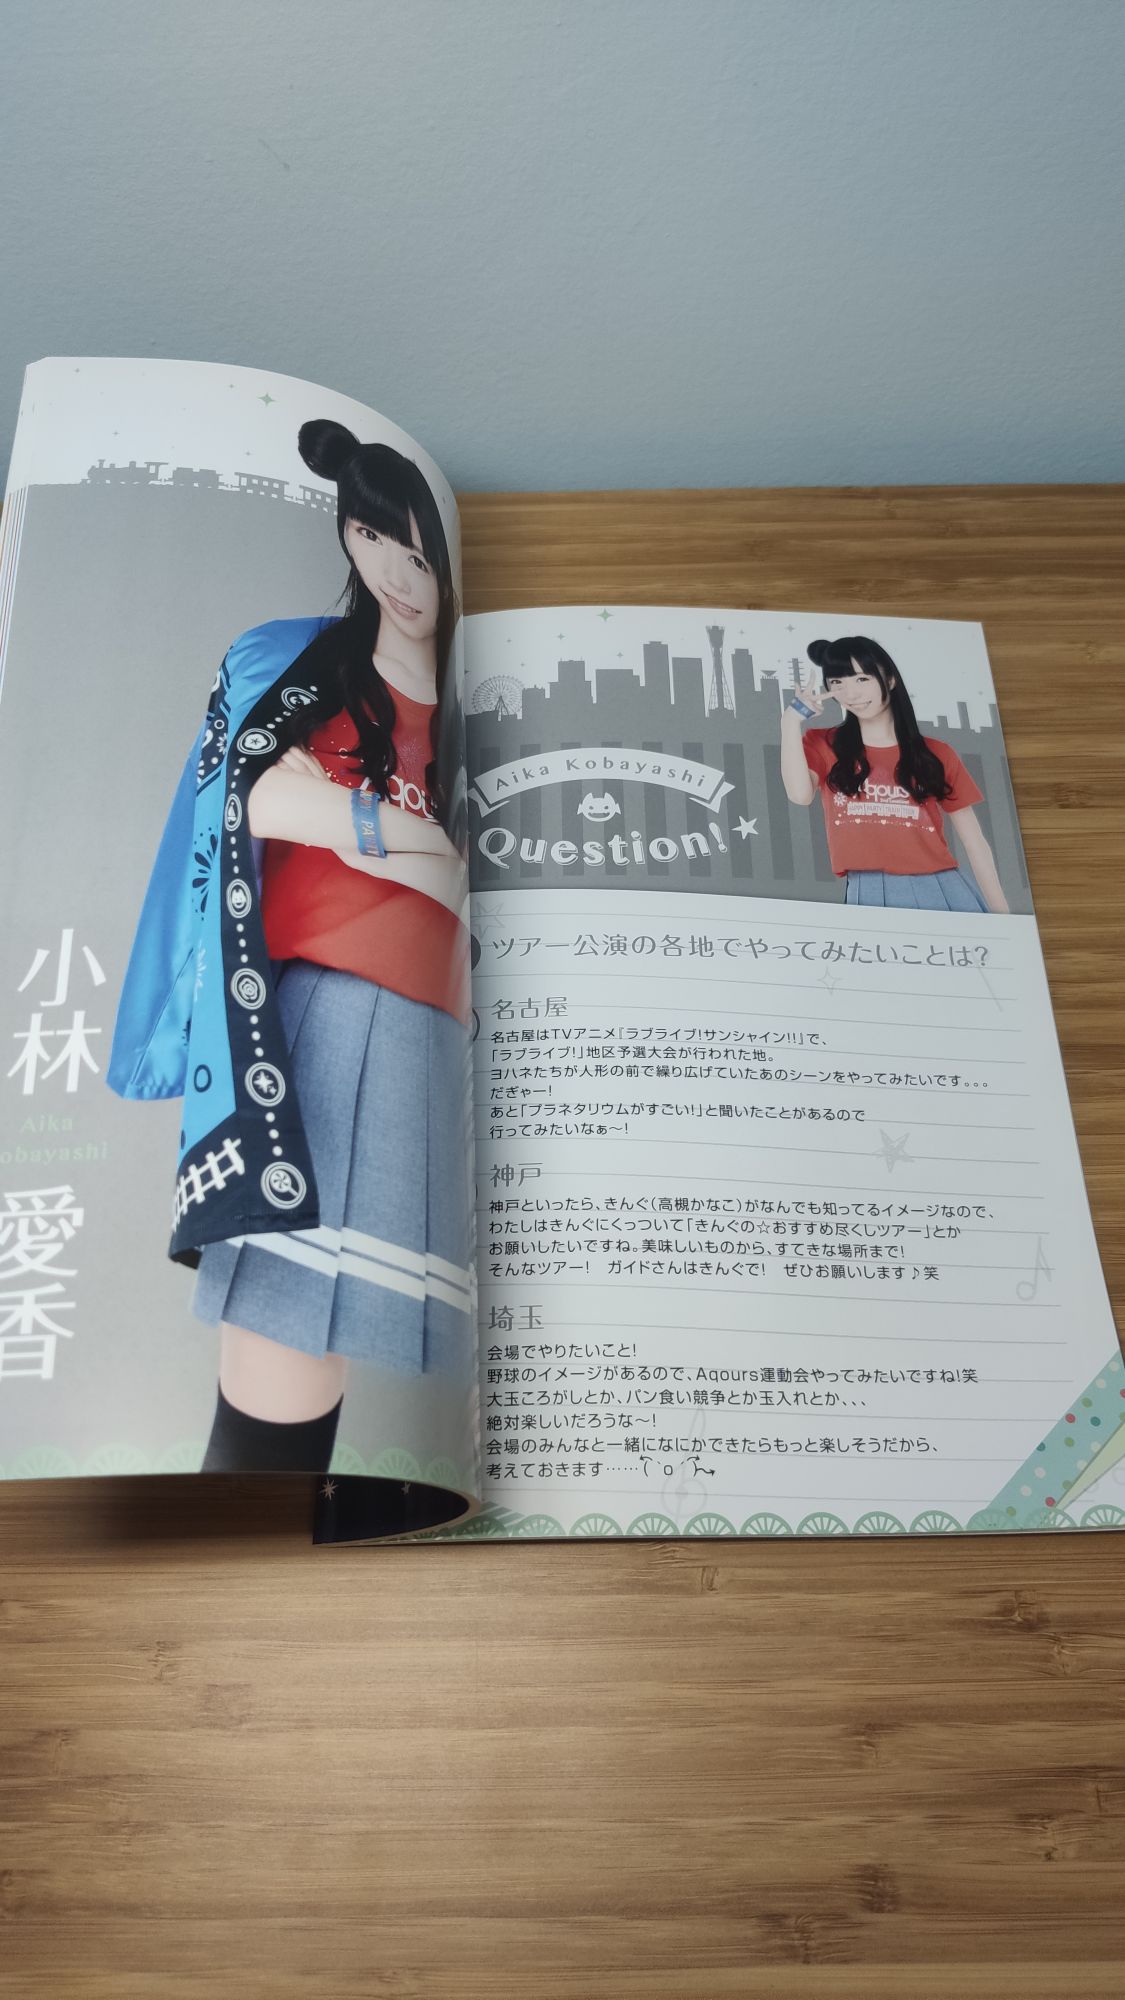 小林
Aika
obayashi
愛香
PARTY
Aika Kobayashi
Question!
Aqours
HAPPY PARTY TRAIN TOUR
ツアー公演の各地でやってみたいことは?
名古屋
名古屋はTVアニメ『ラブライブ!サンシャイン!!』で、
「ラブライブ!」地区予選大会が行われた地。
ヨハネたちが人形の前で繰り広げていたあのシーンをやってみたいです。。。
だぎゃー!
あと「プラネタリウムがすごい!」と聞いたことがあるので
行ってみたいなぁ〜!
神戸
神戸といったら、きんぐ(高槻かなこ)がなんでも知ってるイメージなので、
わたしはきんぐにくっついて「きんぐの☆おすすめ尽くしツアー」とか
お願いしたいですね。美味しいものから、すてきな場所まで!
そんなツアー! ガイドさんはきんぐで! ぜひお願いします♪笑
埼玉
会場でやりたいこと!
野球のイメージがあるので、Aqours運動会やってみたいですね!笑
大玉ころがしとか、パン食い競争とか玉入れとか、、、
絶対楽しいだろうな〜!
会場のみんなと一緒になにかできたらもっと楽しそうだから、
考えておきます……